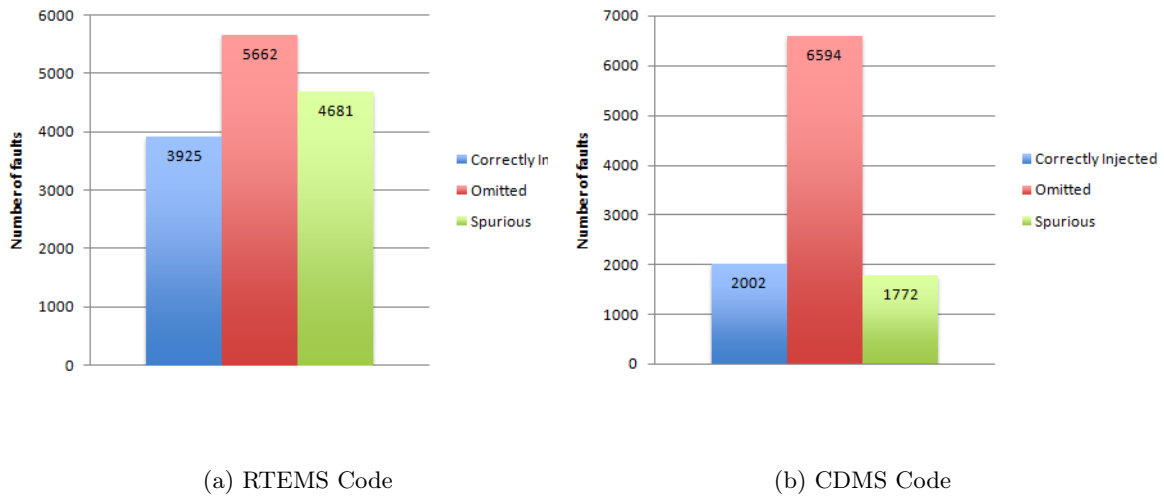 6000
5000
4000
3000
2000
1000
0
Number of faults
3925
5662
4681
Correctly In
Omitted
Spurious
(a) RTEMS Code
7000
6000
5000
4000
3000
2000
1000
0
Number of faults
2002
6594
1772
Correctly Injected
Omitted
Spurious
(b) CDMS Code